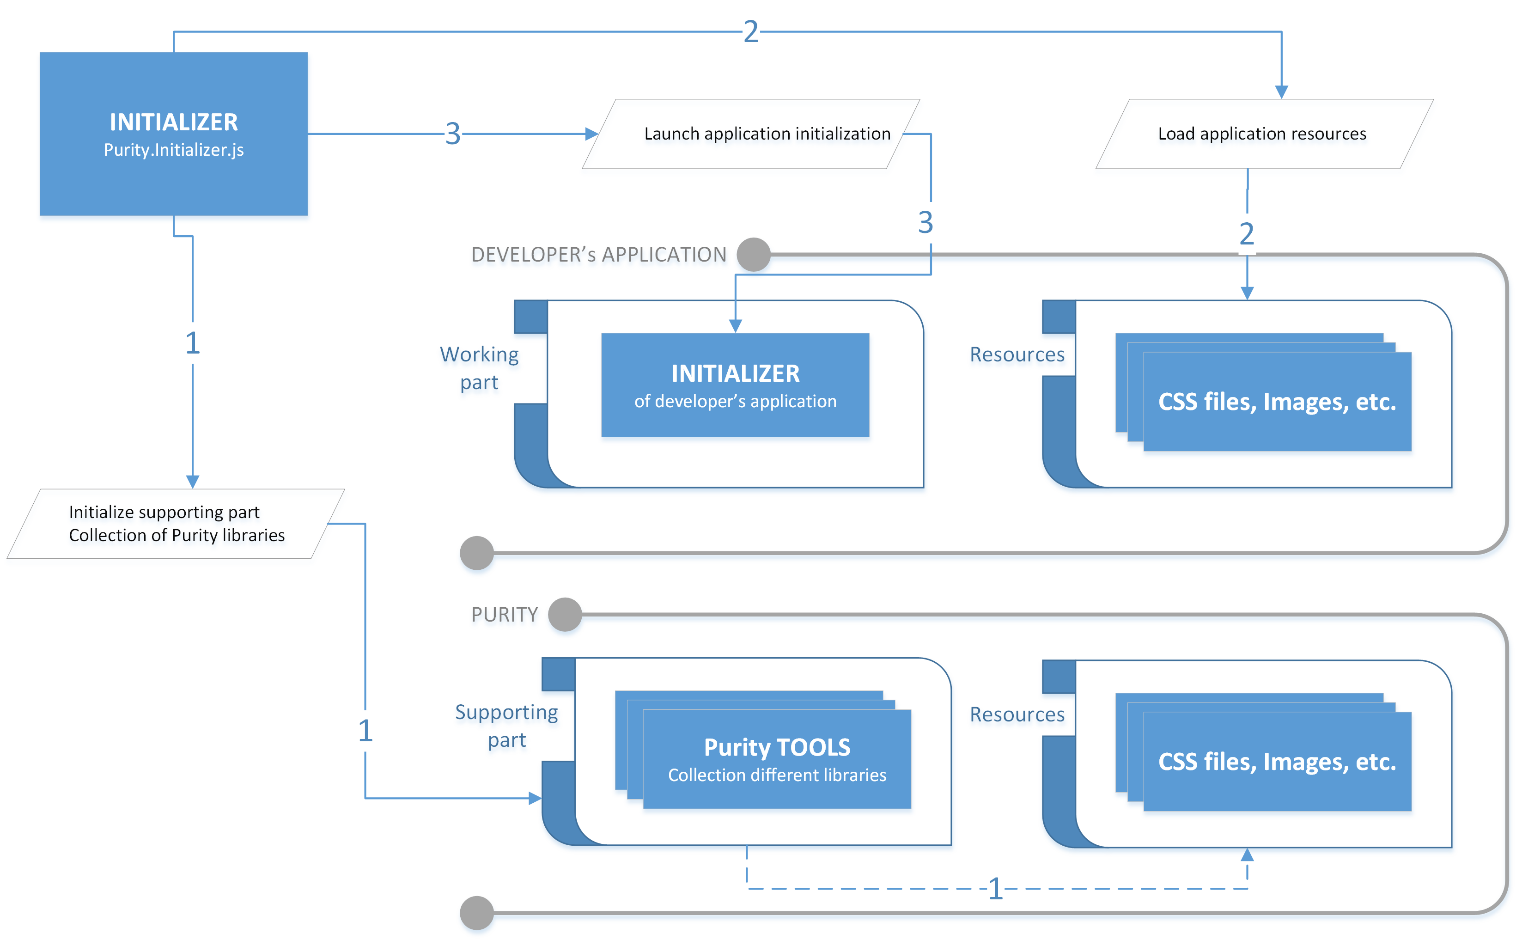 2
INITIALIZER
Purity.Initializer.js
3
Launch application initialization
Load application resources
3
2
DEVELOPER's APPLICATION
1
Working
part
INITIALIZER
of developer's application
Resources
CSS files, Images, etc.
Initialize supporting part
Collection of Purity libraries
PURITY
1
Supporting
part
Purity TOOLS
Collection different libraries
Resources
CSS files, Images, etc.
1